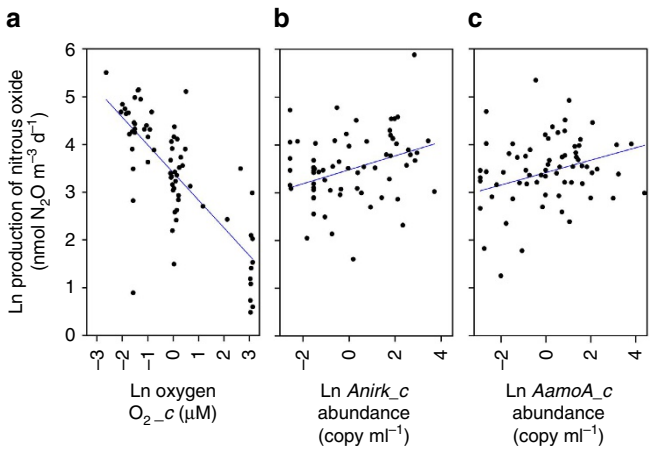 a
b
c
Ln production of nitrous oxide
(nmol N₂O m⁻³ d⁻¹)
6
5
4
3
2
1
0
−3 −2 −1 0 1 2 3
−2 0 2 4
−2 0 2 4
Ln oxygen
O₂_c (μM)
Ln Anirk_c
abundance
(copy ml⁻¹)
Ln AamoA_c
abundance
(copy ml⁻¹)